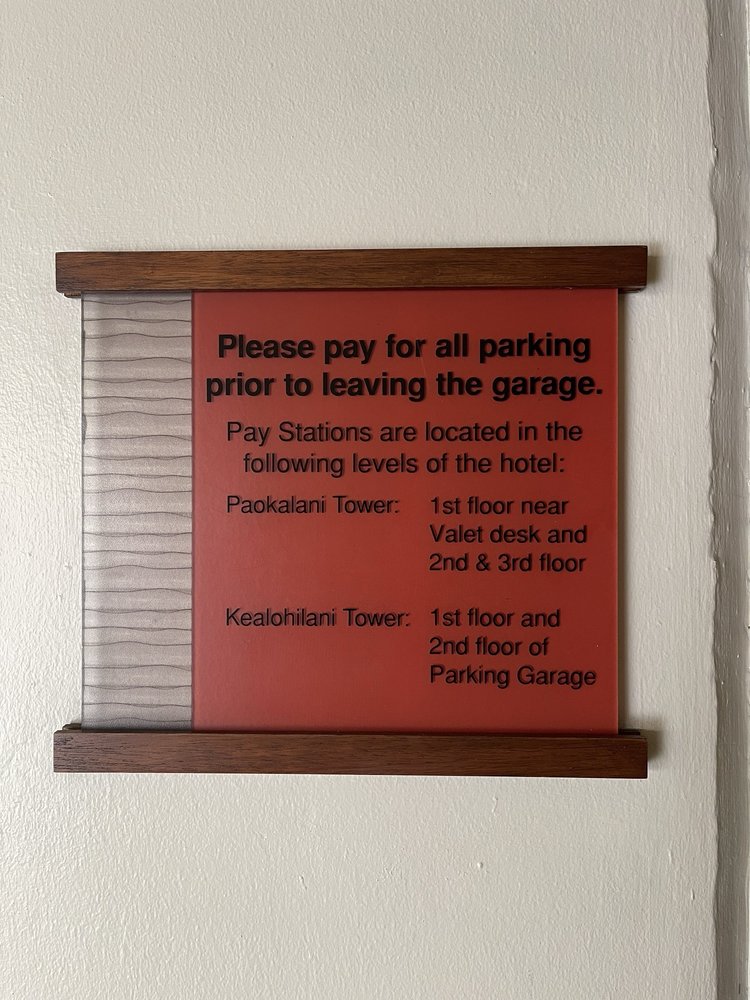 Please pay for all parking
prior to leaving the garage.
Pay Stations are located in the
following levels of the hotel:
Paokalani Tower: 1st floor near
Valet desk and
2nd & 3rd floor
Kealohilani Tower: 1st floor and
2nd floor of
Parking Garage